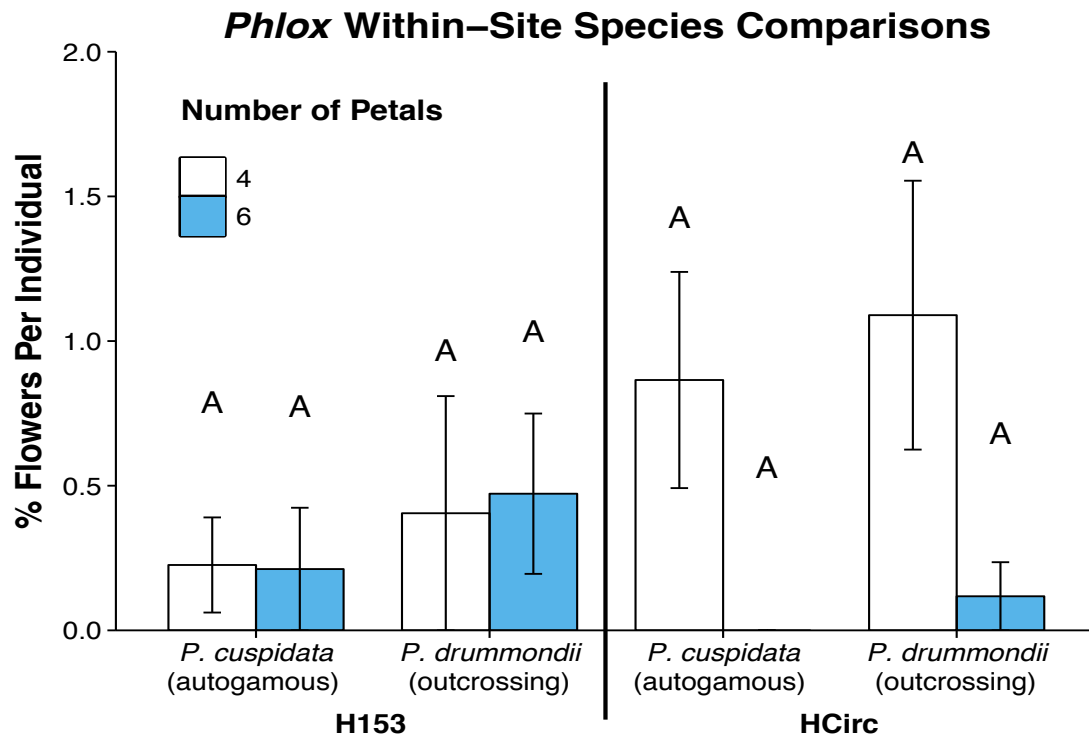 Phlox Within–Site Species Comparisons
% Flowers Per Individual
2.0
1.5
1.0
0.5
0.0
Number of Petals
4
6
A
A
A
A
A
A
A
A
P. cuspidata
(autogamous)
P. drummondii
(outcrossing)
P. cuspidata
(autogamous)
P. drummondii
(outcrossing)
H153
HCirc